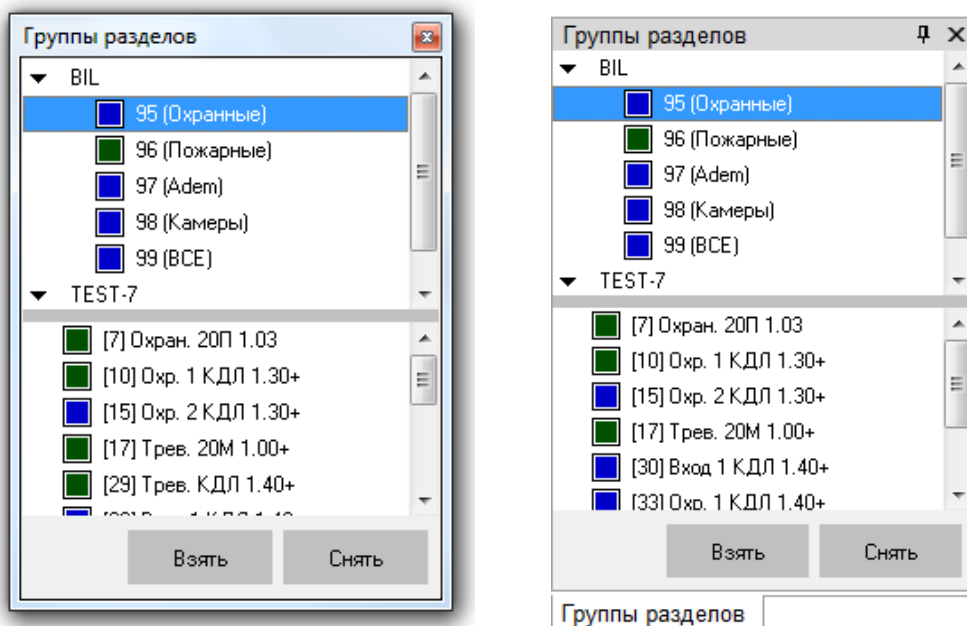 Группы разделов
BIL
95 (Охранные)
96 (Пожарные)
97 (Adem)
98 (Камеры)
99 (ВСЕ)
TEST-7
[7] Охран. 20П 1.03
[10] Охр. 1 КДЛ 1.30+
[15] Охр. 2 КДЛ 1.30+
[17] Трев. 20М 1.00+
[29] Трев. КДЛ 1.40+
Взять Снять
Группы разделов
BIL
95 (Охранные)
96 (Пожарные)
97 (Adem)
98 (Камеры)
99 (ВСЕ)
TEST-7
[7] Охран. 20П 1.03
[10] Охр. 1 КДЛ 1.30+
[15] Охр. 2 КДЛ 1.30+
[17] Трев. 20М 1.00+
[30] Вход 1 КДЛ 1.40+
[33] Охр. 1 КДЛ 1.40+
Взять Снять
Группы разделов